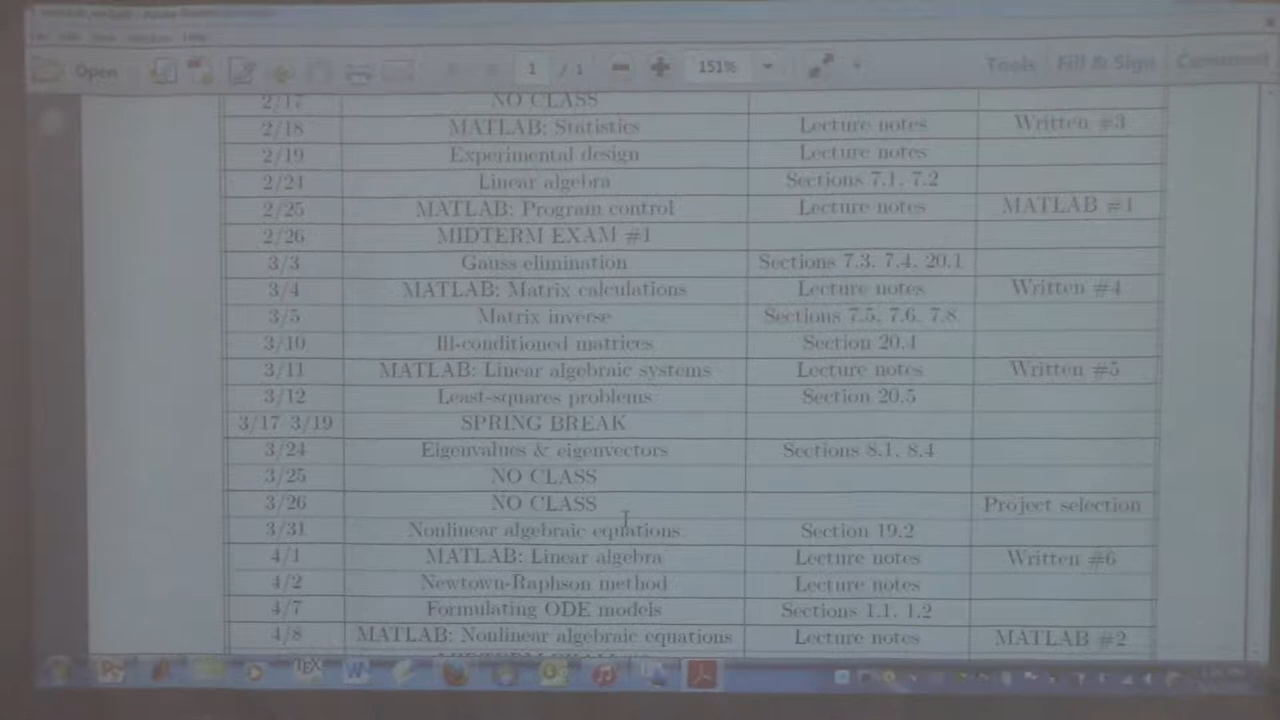 Open 1 / 1 151% Tools Fill & Sign Comment
2/17 NO CLASS
2/18 MATLAB: Statistics Lecture notes Written #3
2/19 Experimental design Lecture notes
2/24 Linear algebra Sections 7.1, 7.2
2/25 MATLAB: Program control Lecture notes MATLAB #1
2/26 MIDTERM EXAM #1
3/3 Gauss elimination Sections 7.3, 7.4, 20.1
3/4 MATLAB: Matrix calculations Lecture notes Written #4
3/5 Matrix inverse Sections 7.5, 7.6, 7.8
3/10 Ill-conditioned matrices Section 20.4
3/11 MATLAB: Linear algebraic systems Lecture notes Written #5
3/12 Least-squares problems Section 20.5
3/17 3/19 SPRING BREAK
3/24 Eigenvalues & eigenvectors Sections 8.1, 8.4
3/25 NO CLASS
3/26 NO CLASS Project selection
3/31 Nonlinear algebraic equations Section 19.2
4/1 MATLAB: Linear algebra Lecture notes Written #6
4/2 Newtown-Raphson method Lecture notes
4/7 Formulating ODE models Sections 1.1, 1.2
4/8 MATLAB: Nonlinear algebraic equations Lecture notes MATLAB #2
TEX